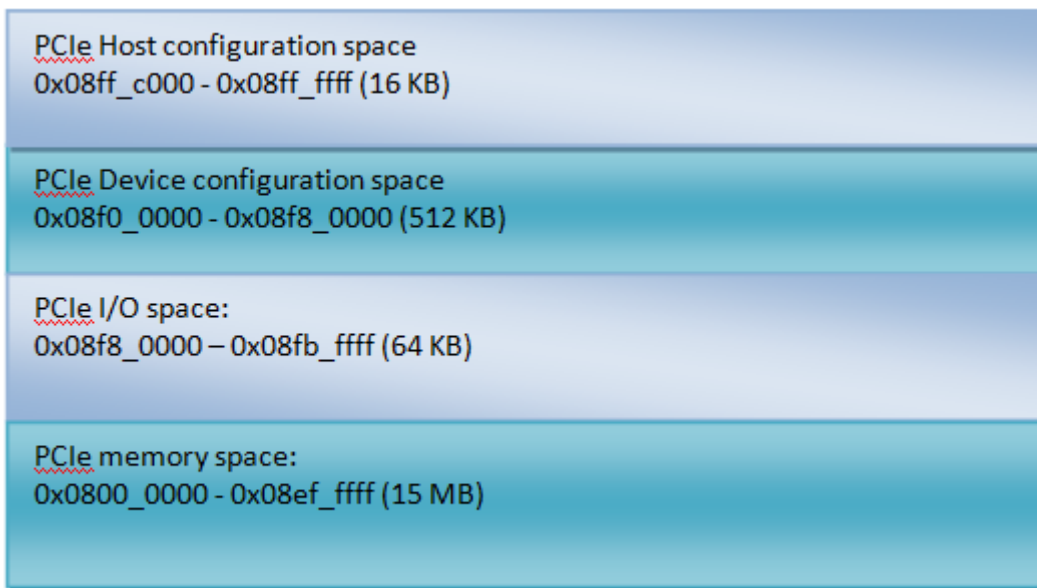 PCIe Host configuration space
0x08ff_c000 - 0x08ff_ffff (16 KB)
PCIe Device configuration space
0x08f0_0000 - 0x08f8_0000 (512 KB)
PCIe I/O space:
0x08f8_0000 – 0x08fb_ffff (64 KB)
PCIe memory space:
0x0800_0000 - 0x08ef_ffff (15 MB)